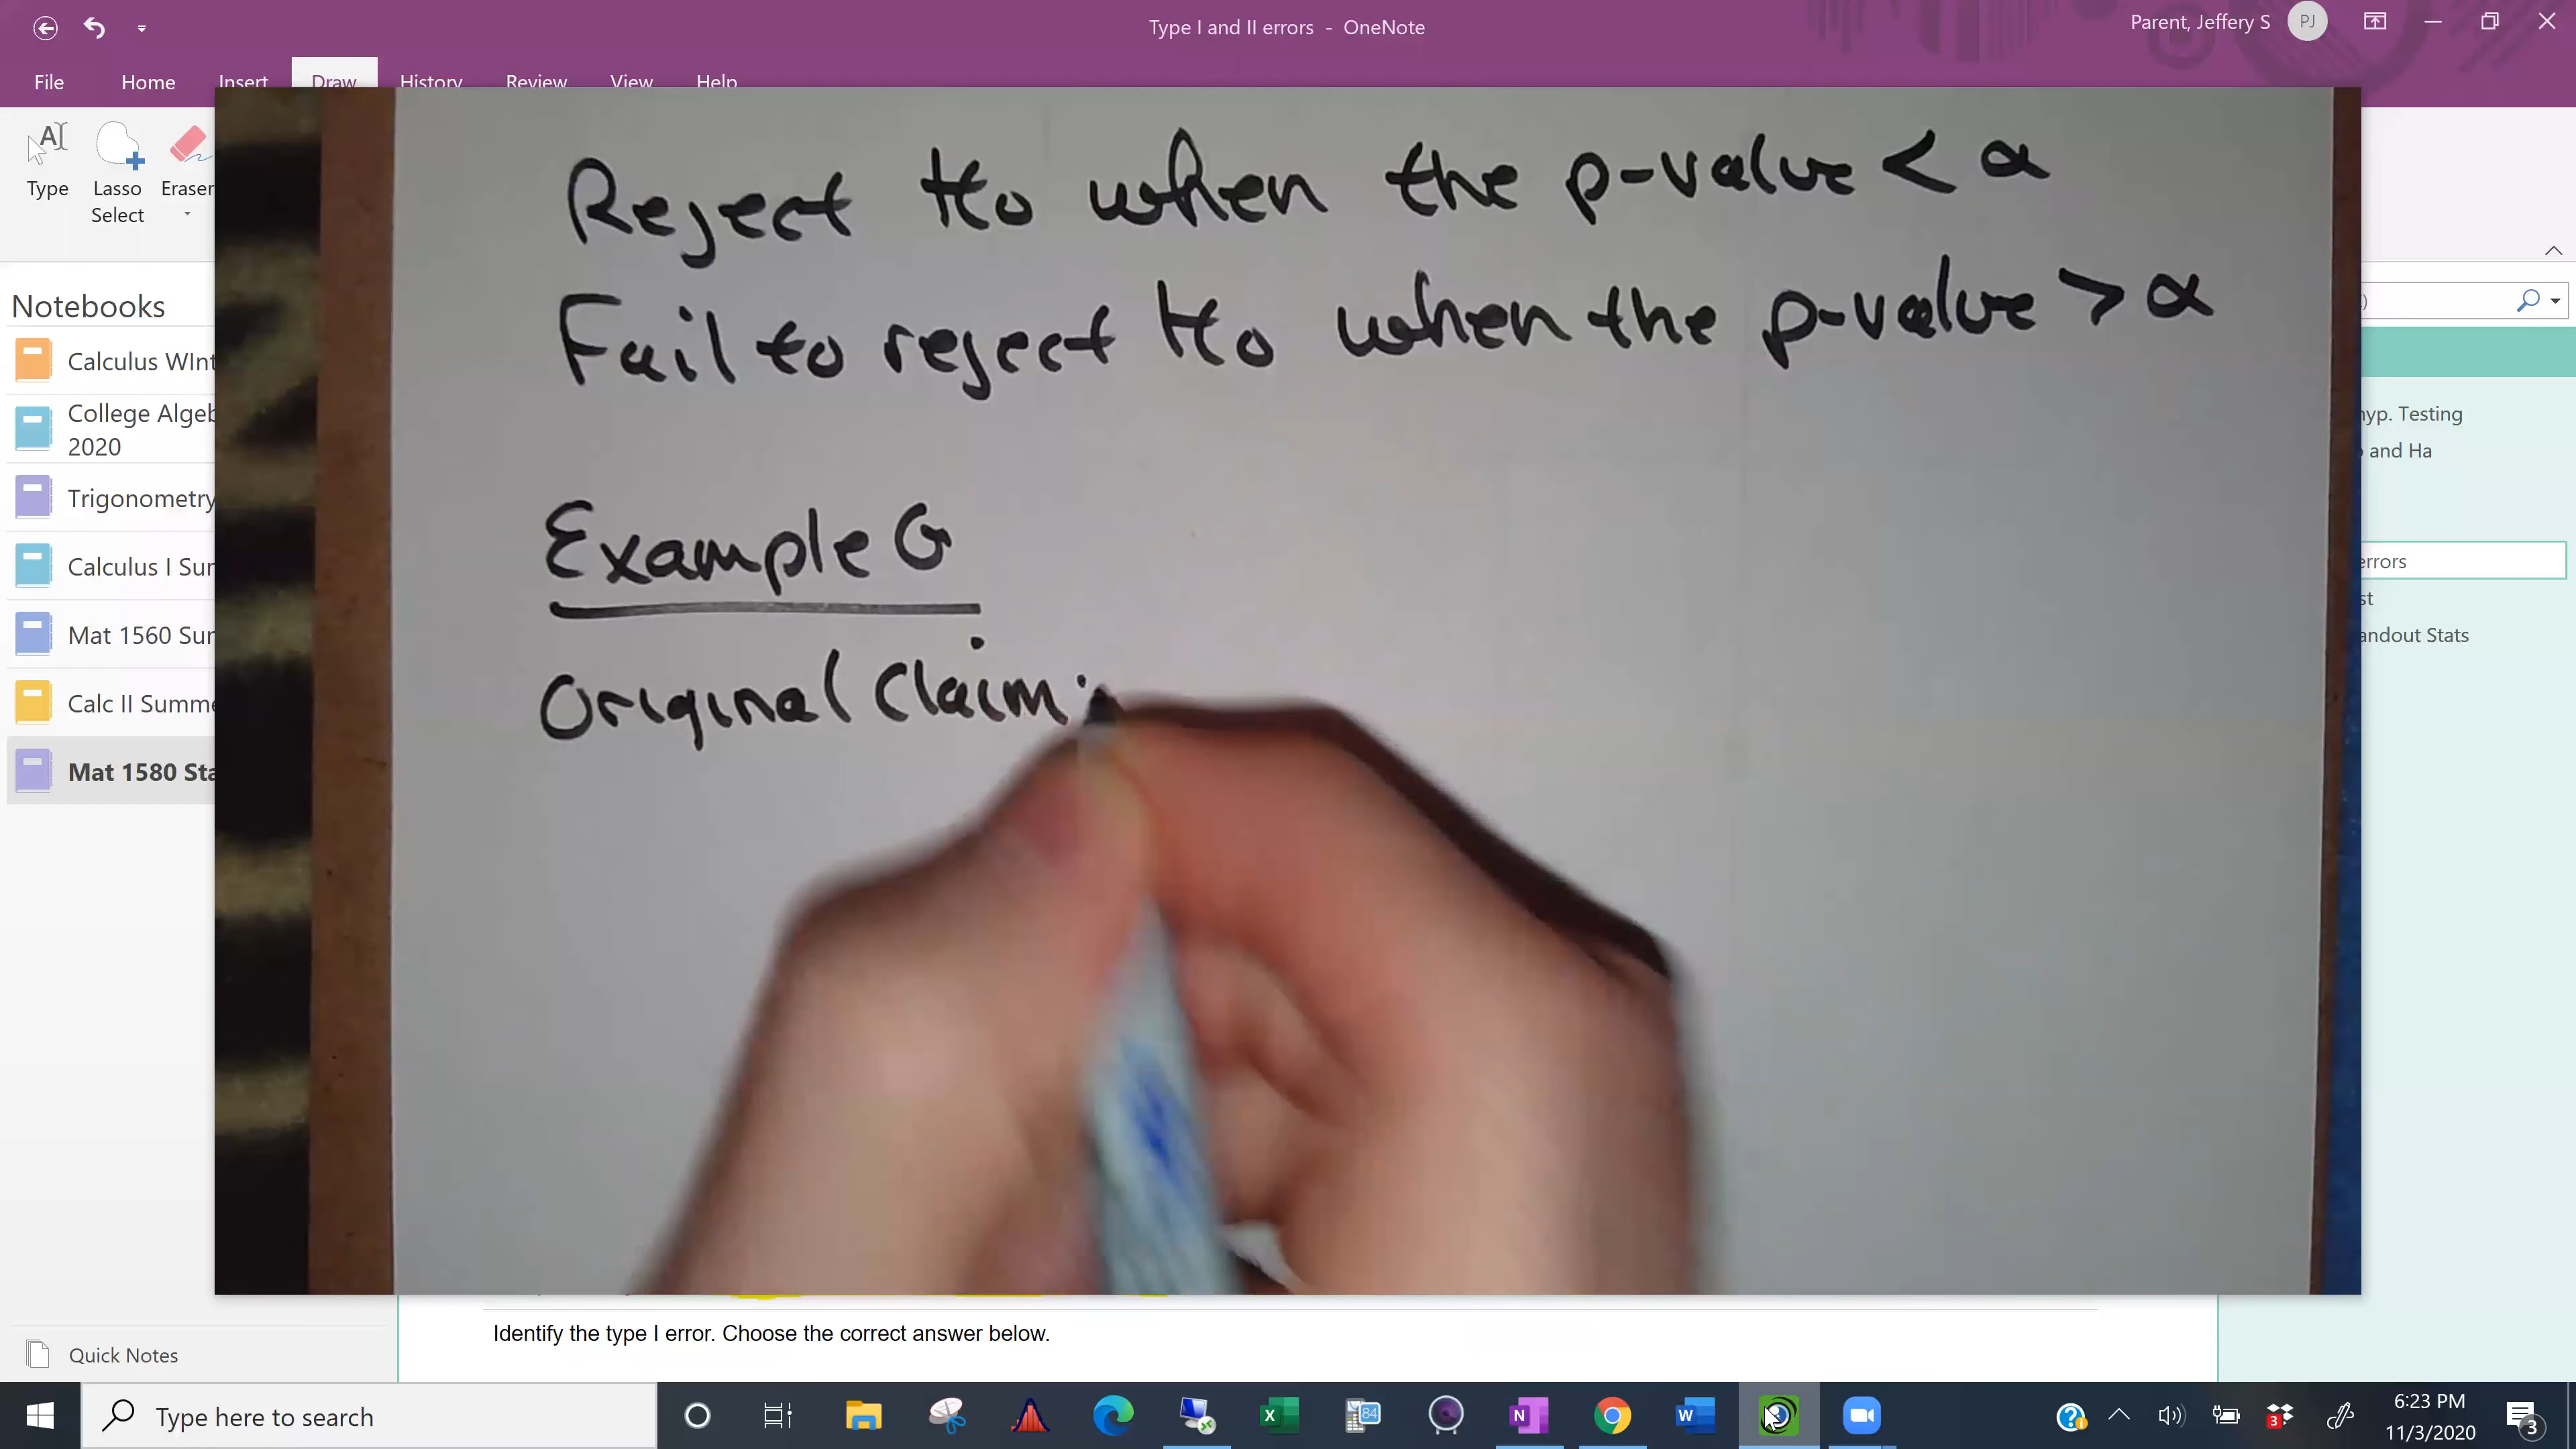 Type I and II errors - OneNote
Parent, Jeffery S
PJ
File Home Insert Draw History Review View Help
Type
Lasso Select
Eraser
Notebooks
Calculus WInt
College Algeb
2020
Trigonometry
Calculus I Sur
Mat 1560 Sur
Calc II Summe
Mat 1580 Sta
Quick Notes
Reject Ho when the p-value < α
Fail to reject Ho when the p-value > α
Example G
Original Claim:
hyp. Testing
and Ha
errors
st
andout Stats
Identify the type I error. Choose the correct answer below.
Type here to search
84
3
6:23 PM
11/3/2020
3